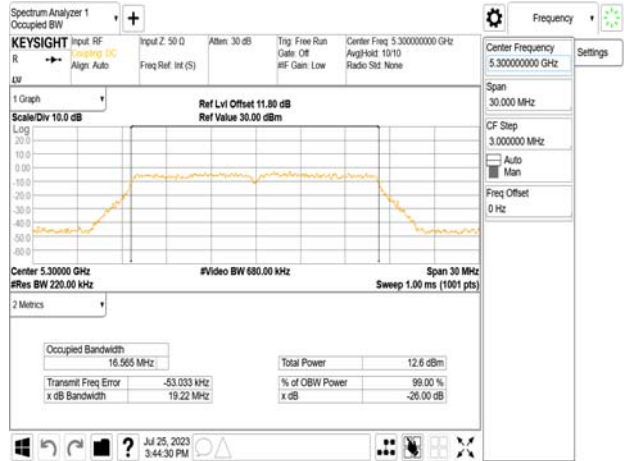 Spectrum Analyzer 1
Occupied BW
+
Frequency
KEYSIGHT
R
Input: RF
Coupling: DC
Align: Auto
Input Z: 50 Ω
Freq Ref: Int (S)
Atten: 30 dB
Trig: Free Run
Gate: Off
#IF Gain: Low
Center Freq: 5.300000000 GHz
Avg|Hold: 10/10
Radio Std: None
Center Frequency
5.300000000 GHz
Settings
Span
30.000 MHz
CF Step
3.000000 MHz
Auto
Man
Freq Offset
0 Hz
1 Graph
Scale/Div 10.0 dB
Ref Lvl Offset 11.80 dB
Ref Value 30.00 dBm
Log
20.0
10.0
0.00
-10.0
-20.0
-30.0
-40.0
-50.0
-60.0
Center 5.30000 GHz
#Res BW 220.00 kHz
#Video BW 680.00 kHz
Span 30 MHz
Sweep 1.00 ms (1001 pts)
2 Metrics
Occupied Bandwidth
16.565 MHz
Total Power 12.6 dBm
Transmit Freq Error -53.033 kHz
% of OBW Power 99.00 %
x dB Bandwidth 19.22 MHz
x dB -26.00 dB
?
Jul 25, 2023
3:44:30 PM